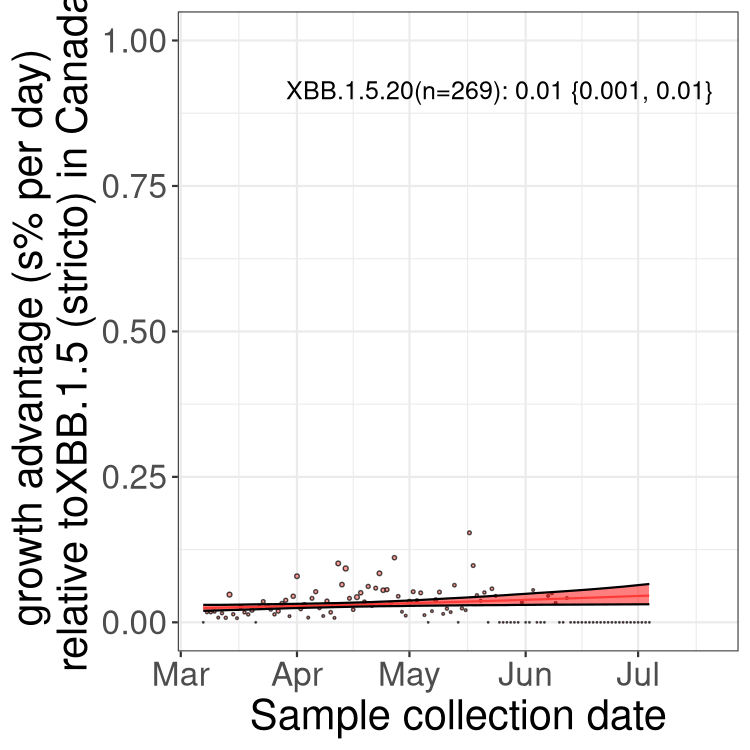 growth advantage (s% per day)
relative toXBB.1.5 (stricto) in Canada
1.00
0.75
0.50
0.25
0.00
XBB.1.5.20(n=269): 0.01 {0.001, 0.01}
Mar Apr May Jun Jul
Sample collection date